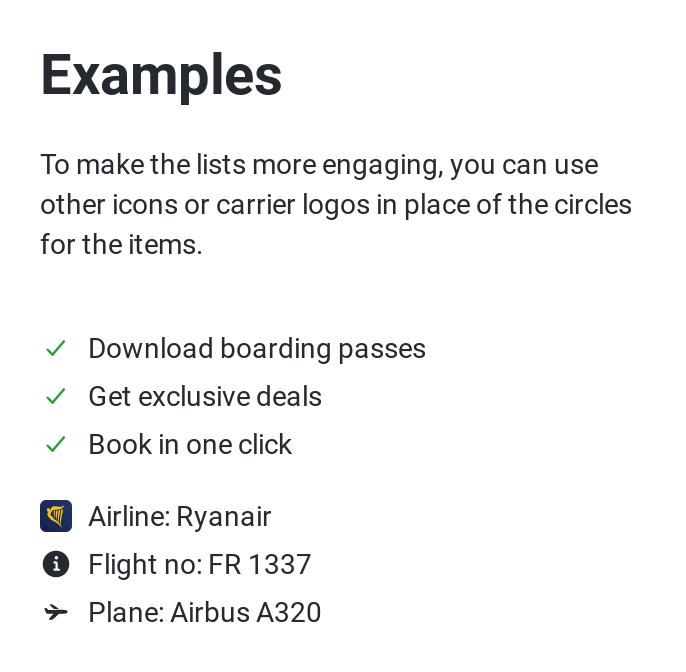 Examples
To make the lists more engaging, you can use
other icons or carrier logos in place of the circles
for the items.
Download boarding passes
Get exclusive deals
Book in one click
Airline: Ryanair
Flight no: FR 1337
Plane: Airbus A320